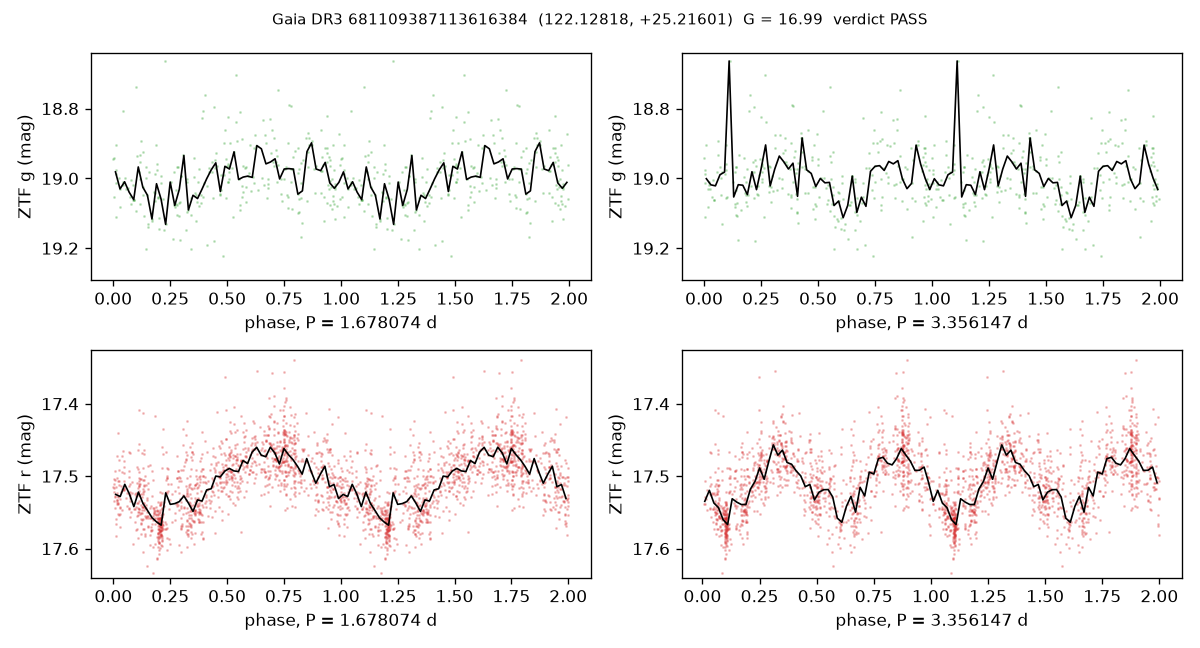 Gaia DR3 681109387113616384  (122.12818, +25.21601)  G = 16.99  verdict PASS
ZTF g (mag)
18.8
19.0
19.2
0.00 0.25 0.50 0.75 1.00 1.25 1.50 1.75 2.00
phase, P = 1.678074 d
ZTF g (mag)
18.8
19.0
19.2
0.00 0.25 0.50 0.75 1.00 1.25 1.50 1.75 2.00
phase, P = 3.356147 d
ZTF r (mag)
17.4
17.5
17.6
0.00 0.25 0.50 0.75 1.00 1.25 1.50 1.75 2.00
phase, P = 1.678074 d
ZTF r (mag)
17.4
17.5
17.6
0.00 0.25 0.50 0.75 1.00 1.25 1.50 1.75 2.00
phase, P = 3.356147 d